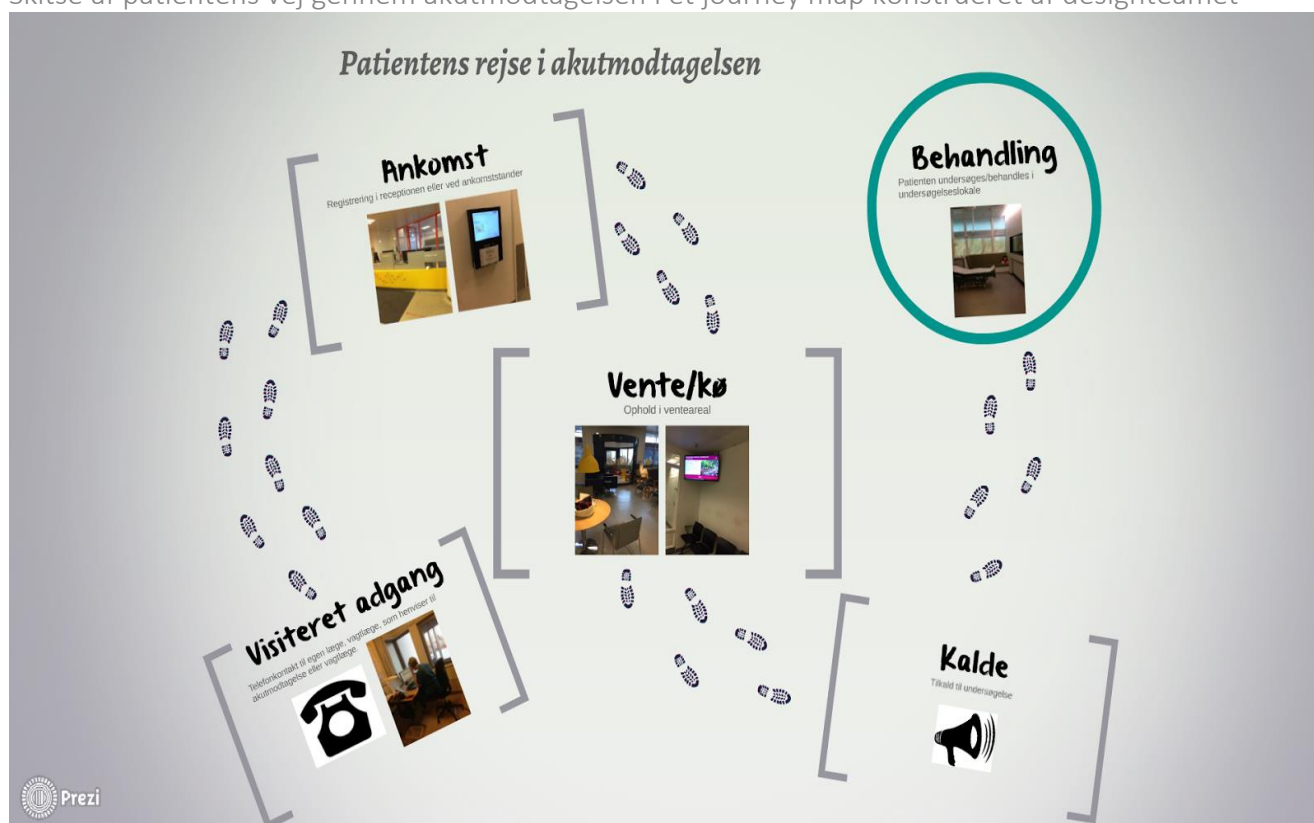 Skitse af patientens vej gennem akutmodtagelsen i et journey map konstrueret af designteamet
Patientens rejse i akutmodtagelsen
Visiteret adgang
Telefonkontakt til egen læge, vagtlæge, som henviser til
akutmodtagelse eller vagtlæge.
Ankomst
Registrering i receptionen eller ved ankomststander
Vente/kø
Ophold i venteareal
Kalde
Tilkald til undersøgelse
Behandling
Patienten undersøges/behandles i
undersøgelseslokale
Prezi